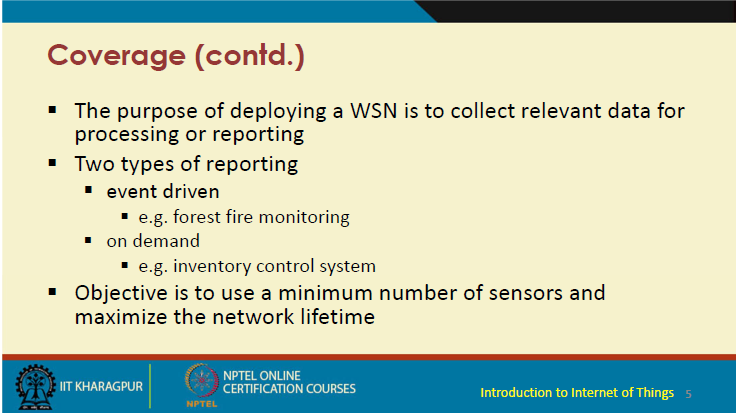 Coverage (contd.)
▪ The purpose of deploying a WSN is to collect relevant data for
processing or reporting
▪ Two types of reporting
▪ event driven
▪ e.g. forest fire monitoring
▪ on demand
▪ e.g. inventory control system
▪ Objective is to use a minimum number of sensors and
maximize the network lifetime
IIT KHARAGPUR
NPTEL
NPTEL ONLINE
CERTIFICATION COURSES
Introduction to Internet of Things 5